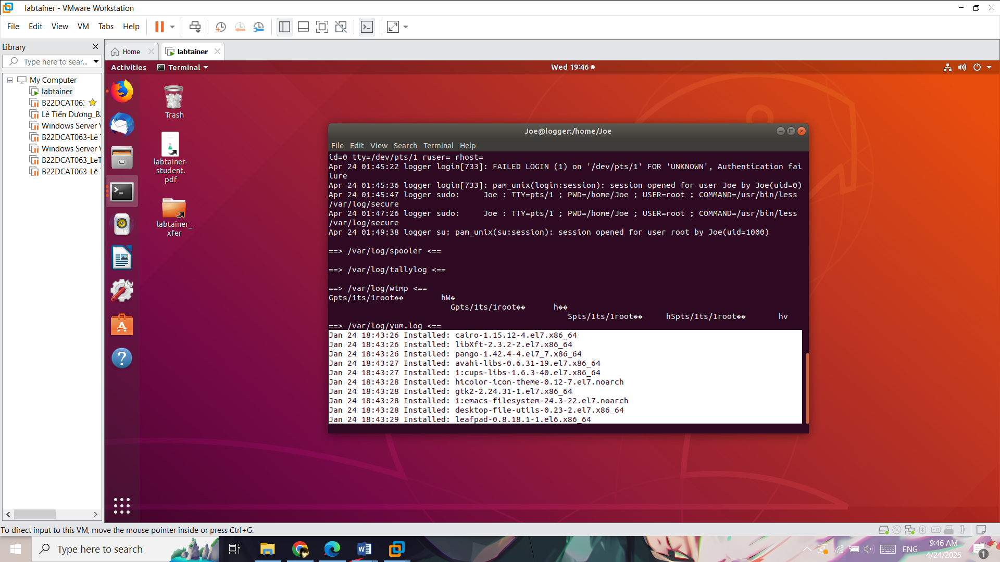 labtainer - VMware Workstation
File Edit View VM Tabs Help
Library
Type here to sear...
My Computer
labtainer
B22DCAT06
Lê Tiến Dương_B
Windows Server
B22DCAT063-Lê
Windows Server
B22DCAT063_LeT
B22DCAT063-Lê
Home
labtainer
Activities
Terminal
Wed 19:46
Trash
labtainer-
student.
pdf
labtainer_
xfer
Joe@logger:/home/Joe
File Edit View Search Terminal Help
id=0 tty=/dev/pts/1 ruser= rhost=
Apr 24 01:45:22 logger login[733]: FAILED LOGIN (1) on '/dev/pts/1' FOR 'UNKNOWN', Authentication fai
lure
Apr 24 01:45:36 logger login[733]: pam_unix(login:session): session opened for user Joe by Joe(uid=0)
Apr 24 01:45:47 logger sudo:     Joe : TTY=pts/1 ; PWD=/home/Joe ; USER=root ; COMMAND=/usr/bin/less
/var/log/secure
Apr 24 01:47:26 logger sudo:     Joe : TTY=pts/1 ; PWD=/home/Joe ; USER=root ; COMMAND=/usr/bin/less
/var/log/secure
Apr 24 01:49:38 logger su: pam_unix(su:session): session opened for user root by Joe(uid=1000)
==> /var/log/spooler <==
==> /var/log/tallylog <==
==> /var/log/wtmp <==
Gpts/1ts/1root��        hW�
Gpts/1ts/1root��      h��
Spts/1ts/1root��     hSpts/1ts/1root��       hv
==> /var/log/yum.log <==
Jan 24 18:43:26 Installed: cairo-1.15.12-4.el7.x86_64
Jan 24 18:43:26 Installed: libXft-2.3.2-2.el7.x86_64
Jan 24 18:43:26 Installed: pango-1.42.4-4.el7_7.x86_64
Jan 24 18:43:27 Installed: avahi-libs-0.6.31-19.el7.x86_64
Jan 24 18:43:27 Installed: 1:cups-libs-1.6.3-40.el7.x86_64
Jan 24 18:43:28 Installed: hicolor-icon-theme-0.12-7.el7.noarch
Jan 24 18:43:28 Installed: gtk2-2.24.31-1.el7.x86_64
Jan 24 18:43:28 Installed: 1:emacs-filesystem-24.3-22.el7.noarch
Jan 24 18:43:28 Installed: desktop-file-utils-0.23-2.el7.x86_64
Jan 24 18:43:29 Installed: leafpad-0.8.18.1-1.el6.x86_64
To direct input to this VM, move the mouse pointer inside or press Ctrl+G.
Type here to search
ENG
9:46 AM
4/24/2025
1